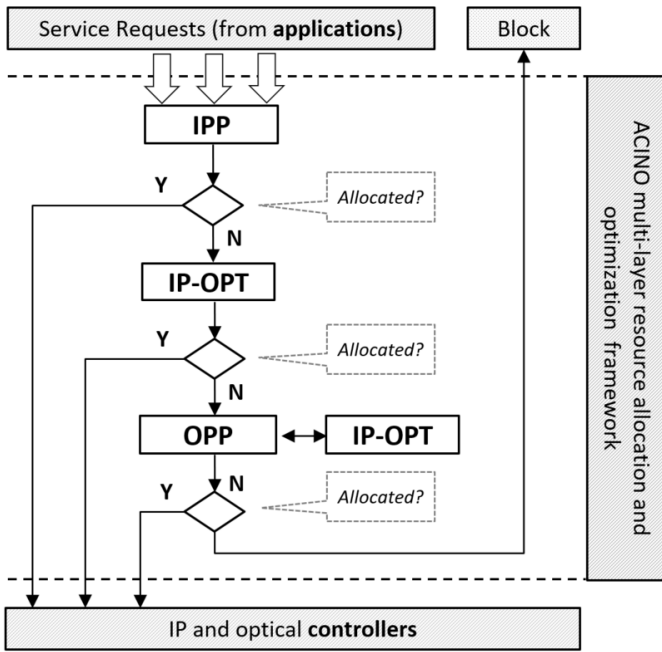 Service Requests (from applications)
Block
IPP
Y
Allocated?
N
IP-OPT
Y
Allocated?
N
OPP
IP-OPT
Y
N
Allocated?
IP and optical controllers
ACINO multi-layer resource allocation and
optimization framework